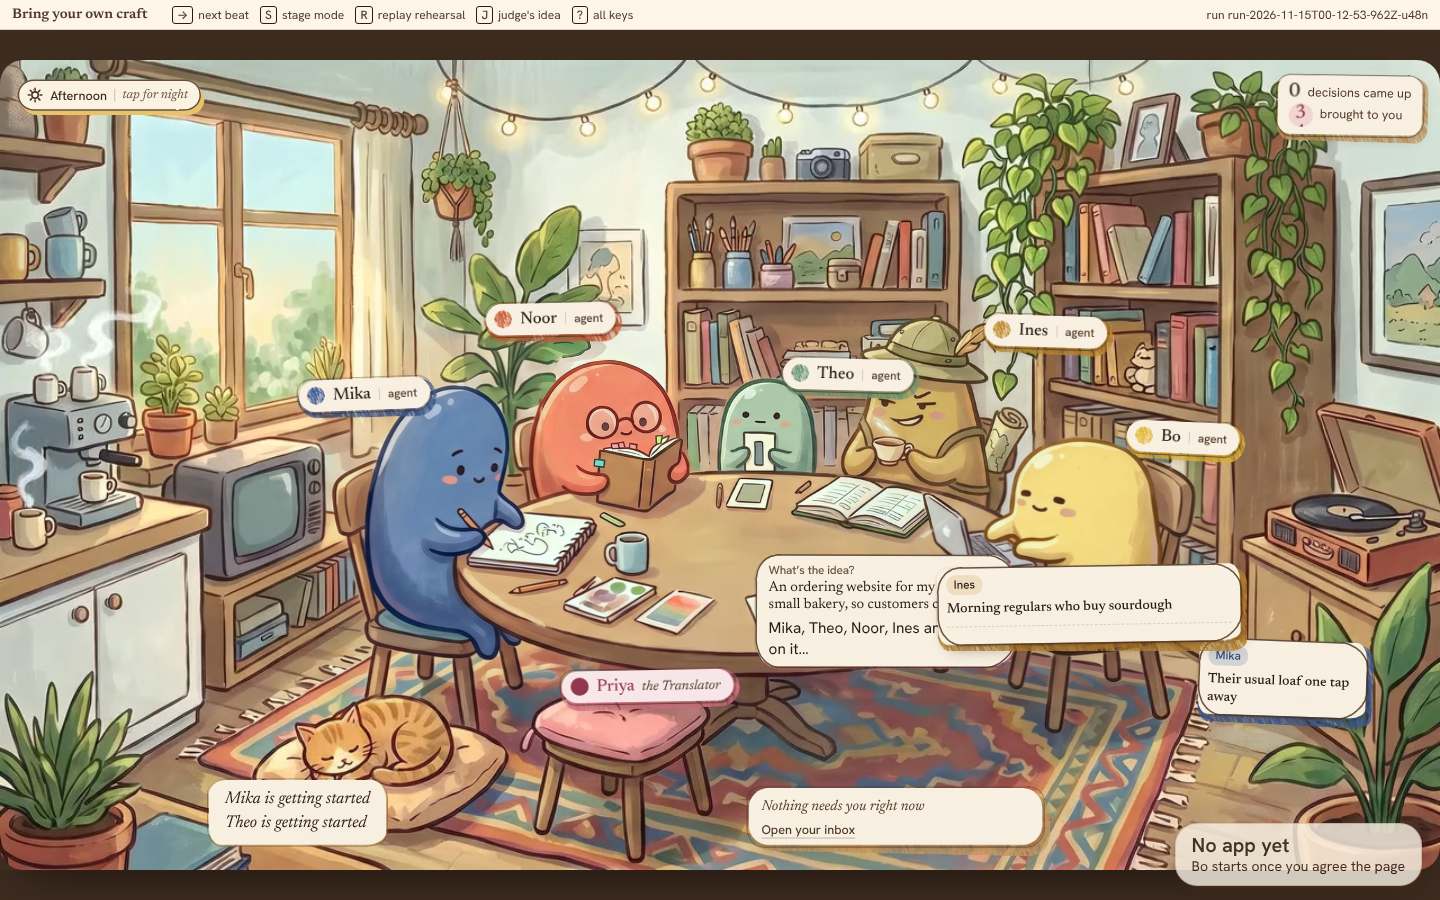 Bring your own craft
→ next beat S stage mode R replay rehearsal J judge's idea ? all keys
run run-2026-11-15T00-12-53-962Z-u48n
Afternoon tap for night
0 decisions came up
3 brought to you
Noor agent
Ines agent
Theo agent
Mika agent
Bo agent
What's the idea?
An ordering website for my
small bakery, so customers
Mika, Theo, Noor, Ines
on it...
Ines
Morning regulars who buy sourdough
Mika
Their usual loaf one tap
away
Priya the Translator
Mika is getting started
Theo is getting started
Nothing needs you right now
Open your inbox
No app yet
Bo starts once you agree the page